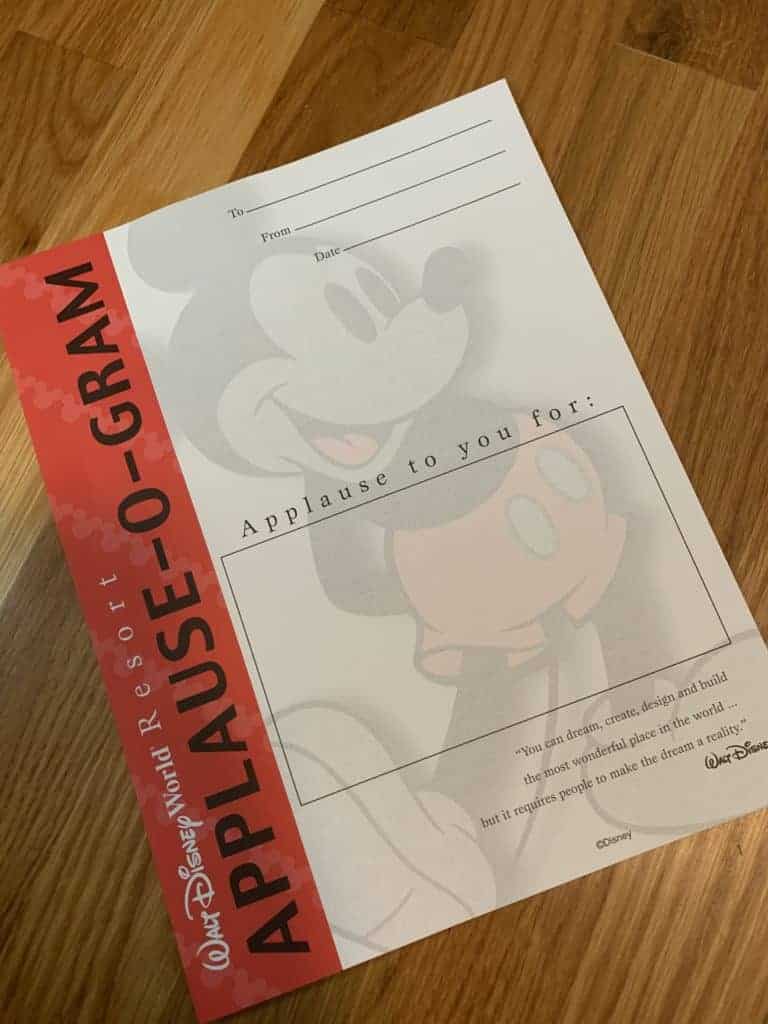 Walt Disney World Resort
APPLAUSE-O-GRAM
To
From
Date
Applause to you for:
“You can dream, create, design and build
the most wonderful place in the world ...
but it requires people to make the dream a reality.”
Walt Disney
©Disney